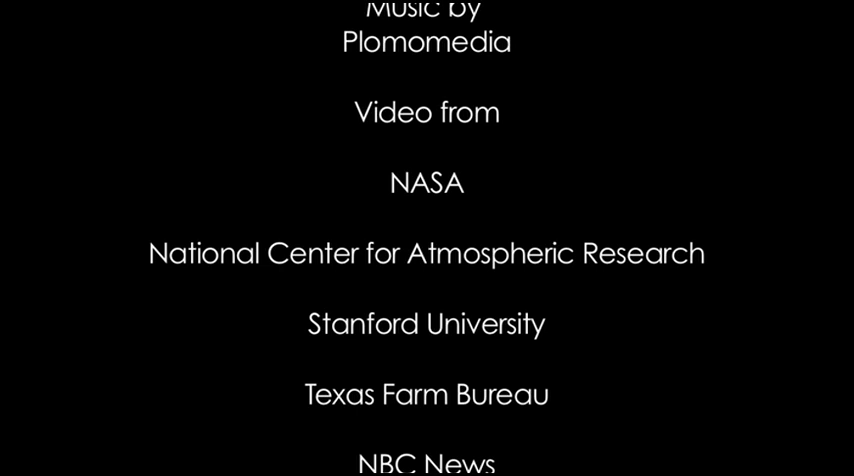 Music by
Plomomedia
Video from
NASA
National Center for Atmospheric Research
Stanford University
Texas Farm Bureau
NBC News